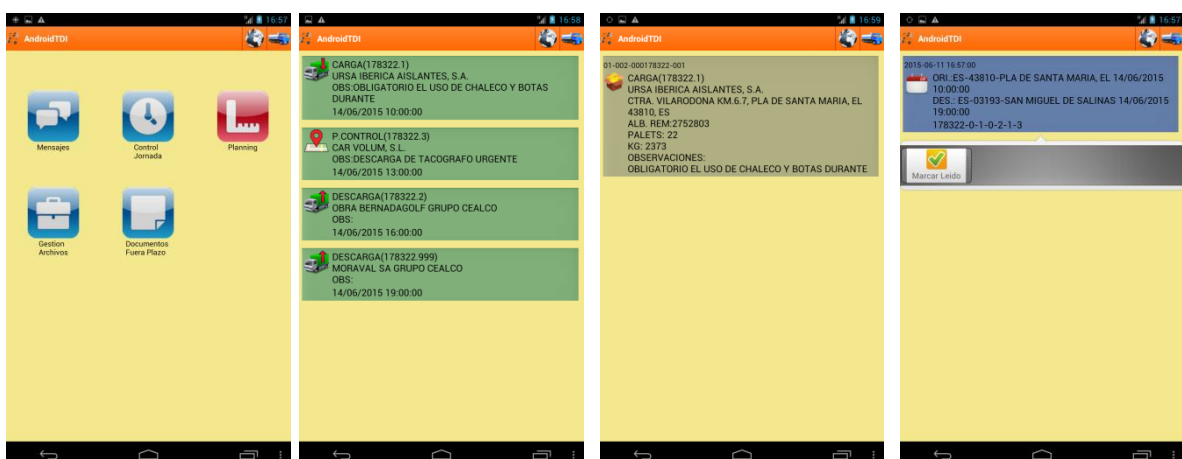 16:57
AndroidTDI
Mensajes
Control
Jornada
Planning
Gestion
Archivos
Documentos
Fuera Plazo
16:58
AndroidTDI
CARGA(178322.1)
URSA IBERICA AISLANTES, S.A.
OBS:OBLIGATORIO EL USO DE CHALECO Y BOTAS
DURANTE
14/06/2015 10:00:00
P.CONTROL(178322.3)
CAR VOLUM, S.L.
OBS:DESCARGA DE TACOGRAFO URGENTE
14/06/2015 13:00:00
DESCARGA(178322.2)
OBRA BERNADAGOLF GRUPO CEALCO
OBS:
14/06/2015 16:00:00
DESCARGA(178322.999)
MORAVAL SA GRUPO CEALCO
OBS:
14/06/2015 19:00:00
16:59
AndroidTDI
01-002-000178322-001
CARGA(178322.1)
URSA IBERICA AISLANTES, S.A.
CTRA. VILARODONA KM.6.7, PLA DE SANTA MARIA, EL
43810, ES
ALB. REM:2752803
PALETS: 22
KG: 2373
OBSERVACIONES:
OBLIGATORIO EL USO DE CHALECO Y BOTAS DURANTE
16:57
AndroidTDI
2015-06-11 16:57:00
ORI.:ES-43810-PLA DE SANTA MARIA, EL 14/06/2015
10:00:00
DES.: ES-03193-SAN MIGUEL DE SALINAS 14/06/2015
19:00:00
178322-0-1-0-2-1-3
Marcar Leido